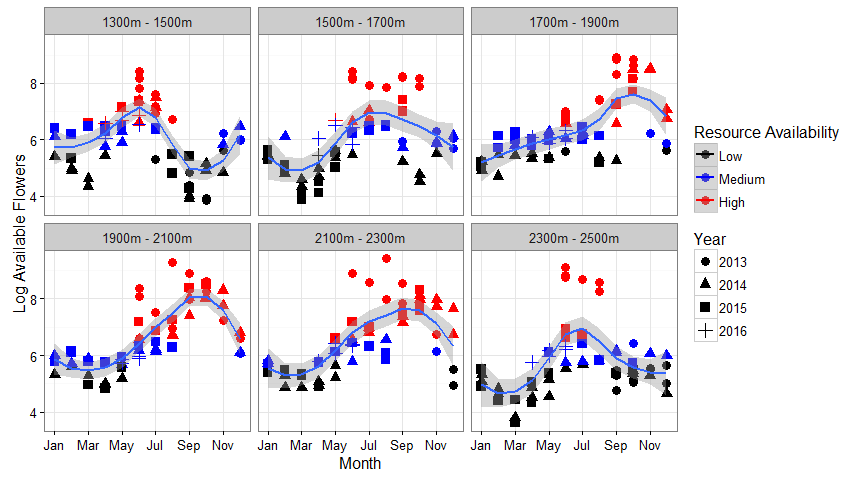 1300m - 1500m
1500m - 1700m
1700m - 1900m
8
6
4
1900m - 2100m
2100m - 2300m
2300m - 2500m
8
6
4
Log Available Flowers
Jan Mar May Jul Sep Nov
Jan Mar May Jul Sep Nov
Jan Mar May Jul Sep Nov
Month
Resource Availability
Low
Medium
High
Year
2013
2014
2015
2016